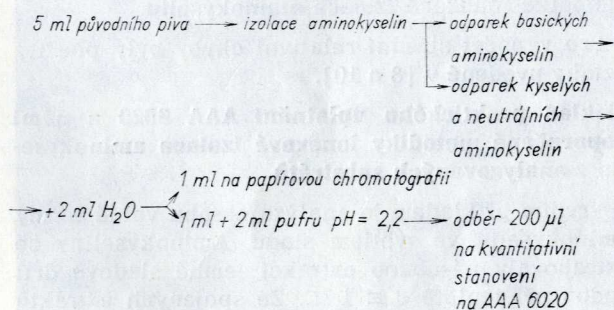 5 ml původního piva → izolace aminokyselin → odparek basických
aminokyselin →
→ odparek kyselých
a neutrálních →
aminokyselin
1 ml na papírovou chromatografii
→ + 2 ml H₂O →
1 ml + 2 ml pufru pH = 2,2 → odběr 200 μl
na kvantitativní
stanovení
na AAA 6020